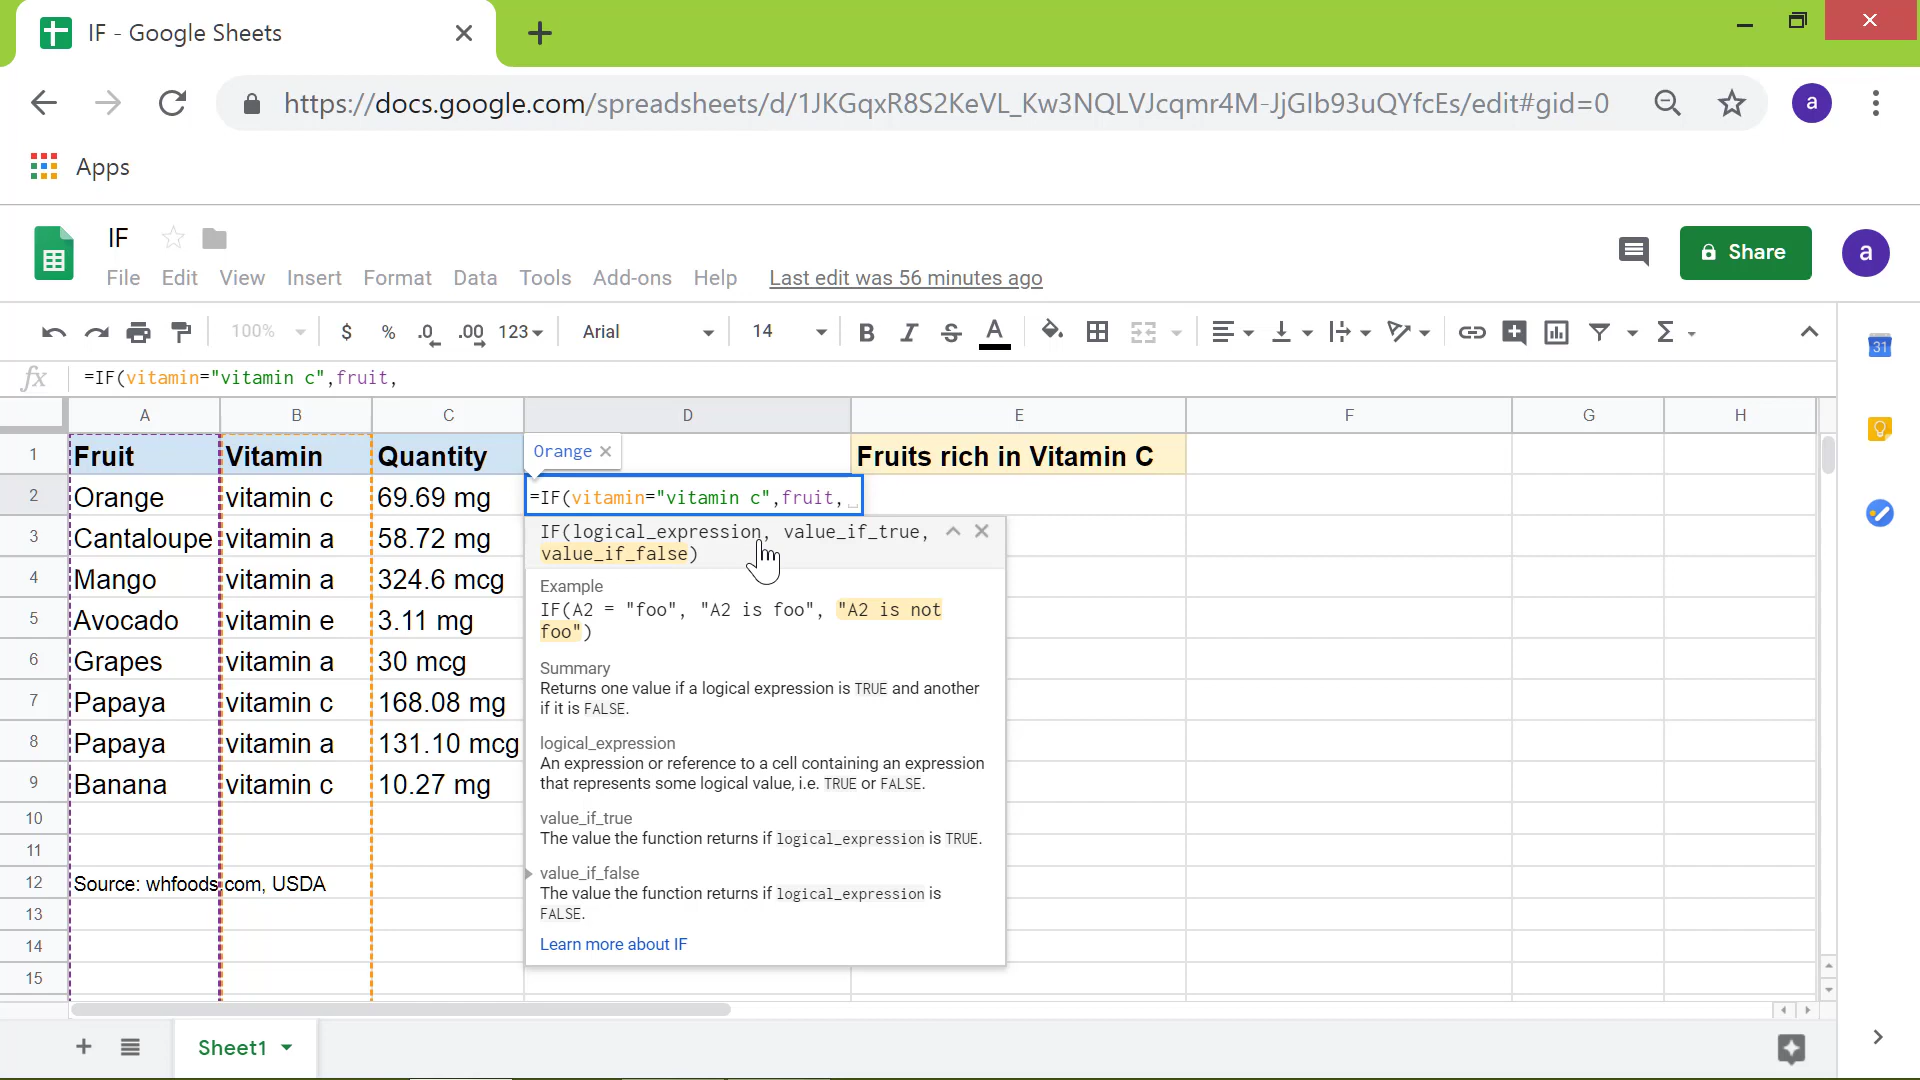 IF - Google Sheets
https://docs.google.com/spreadsheets/d/1JKGqxR8S2KeVL_Kw3NQLVJcqmr4M-JjGIb93uQYfcEs/edit#gid=0 a
Apps
IF
File Edit View Insert Format Data Tools Add-ons Help Last edit was 56 minutes ago
Share a
100% $ % .0 .00 123 Arial 14 B I S A Σ
31
fx =IF(vitamin="vitamin c",fruit,
A B C D E F G H
1 Fruit Vitamin Quantity Orange Fruits rich in Vitamin C
2 Orange vitamin c 69.69 mg =IF(vitamin="vitamin c",fruit,
3 Cantaloupe vitamin a 58.72 mg
4 Mango vitamin a 324.6 mcg
5 Avocado vitamin e 3.11 mg
6 Grapes vitamin a 30 mcg
7 Papaya vitamin c 168.08 mg
8 Papaya vitamin a 131.10 mcg
9 Banana vitamin c 10.27 mg
10
11
12 Source: whfoods.com, USDA
13
14
15
IF(logical_expression, value_if_true,
value_if_false)
Example
IF(A2 = "foo", "A2 is foo", "A2 is not
foo")
Summary
Returns one value if a logical expression is TRUE and another
if it is FALSE.
logical_expression
An expression or reference to a cell containing an expression
that represents some logical value, i.e. TRUE or FALSE.
value_if_true
The value the function returns if logical_expression is TRUE.
value_if_false
The value the function returns if logical_expression is
FALSE.
Learn more about IF
Sheet1